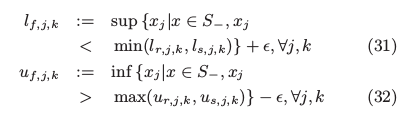 l_{f,j,k} := sup {x_j|x ∈ S_−, x_j
< min(l_{r,j,k}, l_{s,j,k})} + ϵ, ∀j, k (31)
u_{f,j,k} := inf {x_j|x ∈ S_−, x_j
> max(u_{r,j,k}, u_{s,j,k})} − ϵ, ∀j, k (32)